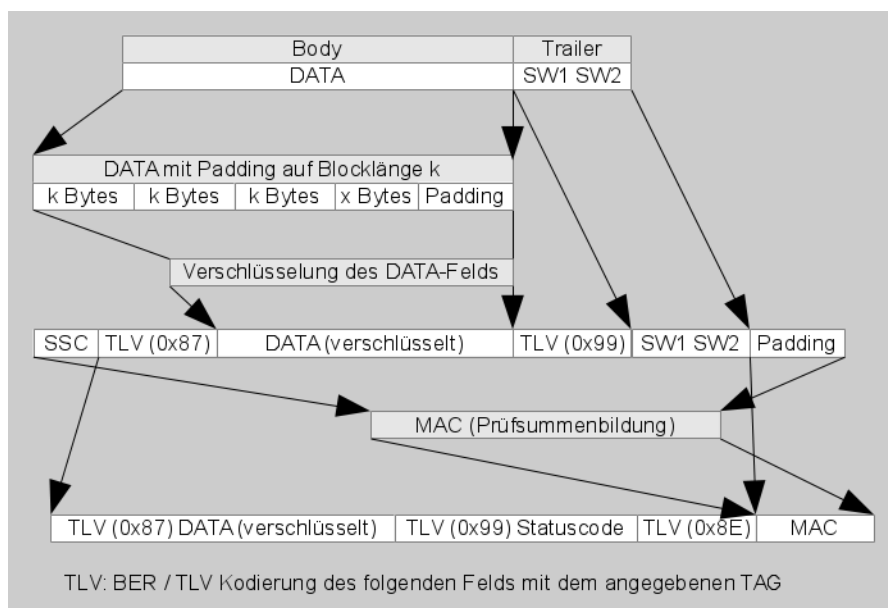 Body Trailer
DATA SW1 SW2
DATA mit Padding auf Blocklänge k
k Bytes k Bytes k Bytes x Bytes Padding
Verschlüsselung des DATA-Felds
SSC TLV (0x87) DATA (verschlüsselt) TLV (0x99) SW1 SW2 Padding
MAC (Prüfsummenbildung)
TLV (0x87) DATA (verschlüsselt) TLV (0x99) Statuscode TLV (0x8E) MAC
TLV: BER / TLV Kodierung des folgenden Felds mit dem angegebenen TAG